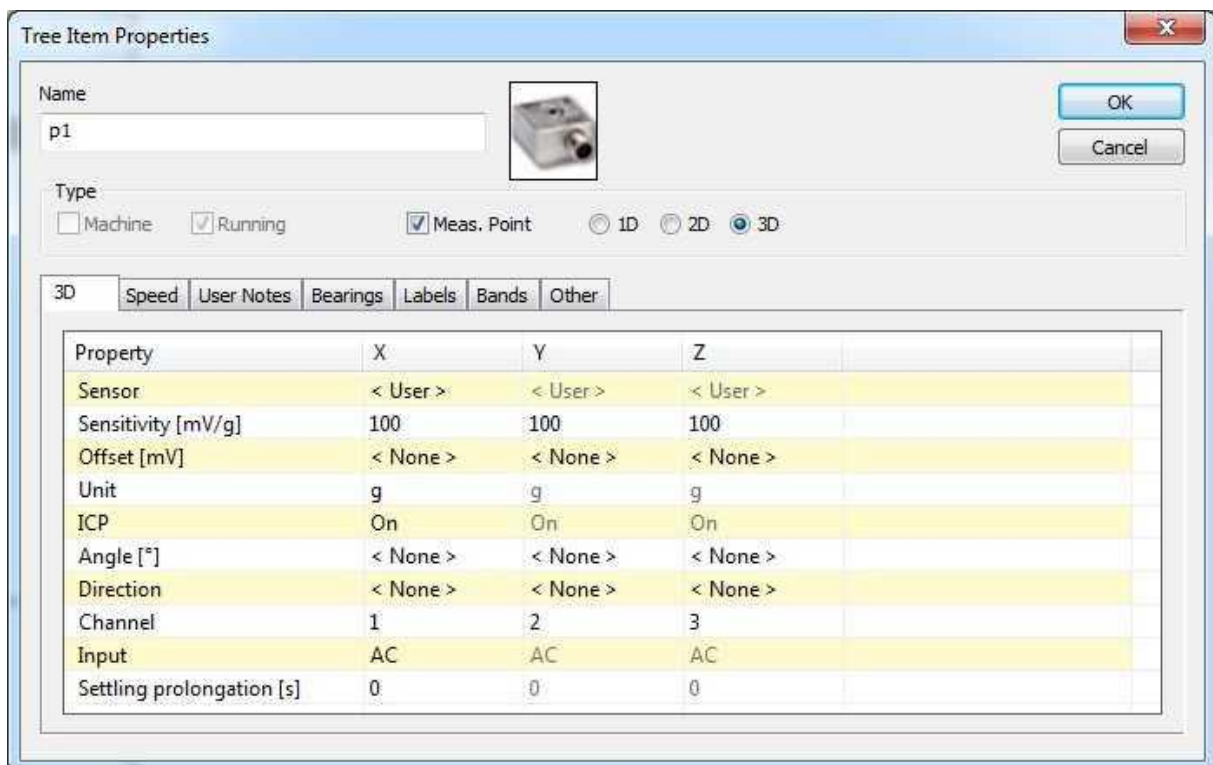 Tree Item Properties
Name
p1
OK
Cancel
Type
Machine Running Meas. Point 1D 2D 3D
3D Speed User Notes Bearings Labels Bands Other
Property X Y Z
Sensor < User > < User > < User >
Sensitivity [mV/g] 100 100 100
Offset [mV] < None > < None > < None >
Unit g g g
ICP On On On
Angle [°] < None > < None > < None >
Direction < None > < None > < None >
Channel 1 2 3
Input AC AC AC
Settling prolongation [s] 0 0 0